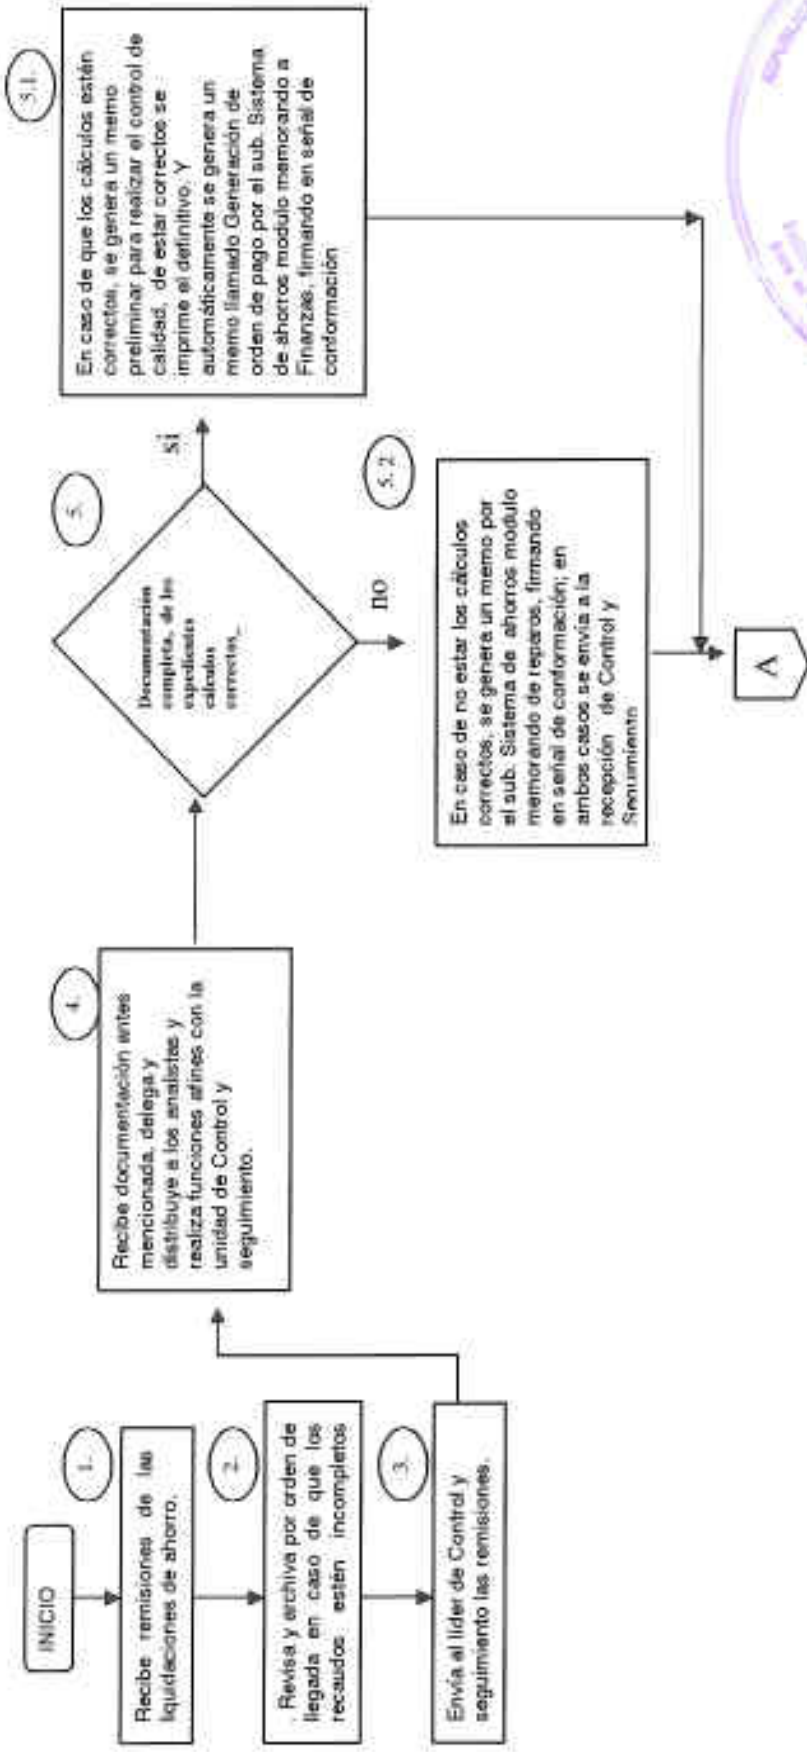 INICIO
1.
Recibe remisiones de las
liquidaciones de ahorro.
2.
. Revisa y archiva por orden de
llegada en caso de que los
recaudos estén incompletos
3.
Envía al líder de Control y
seguimiento las remisiones.
4.
Recibe documentación antes
mencionada, delega y
distribuye a los analistas y
realiza funciones afines con la
unidad de Control y
seguimiento.
5.
Documentación
completa, de los
expedientes
cálculos
correctos_
si
no
5.1.
En caso de que los cálculos estén
correctos, se genera un memo
preliminar para realizar el control de
calidad, de estar correctos se
imprime el definitivo. Y
automáticamente se genera un
memo llamado Generación de
orden de pago por el sub. Sistema
de ahorros modulo memorando a
Finanzas, firmando en señal de
conformación
5. 2
En caso de no estar los cálculos
correctos, se genera un memo por
el sub. Sistema de ahorros módulo
memorando de reparos, firmando
en señal de conformación; en
ambos casos se envía a la
recepción de Control y
Seguimiento
A